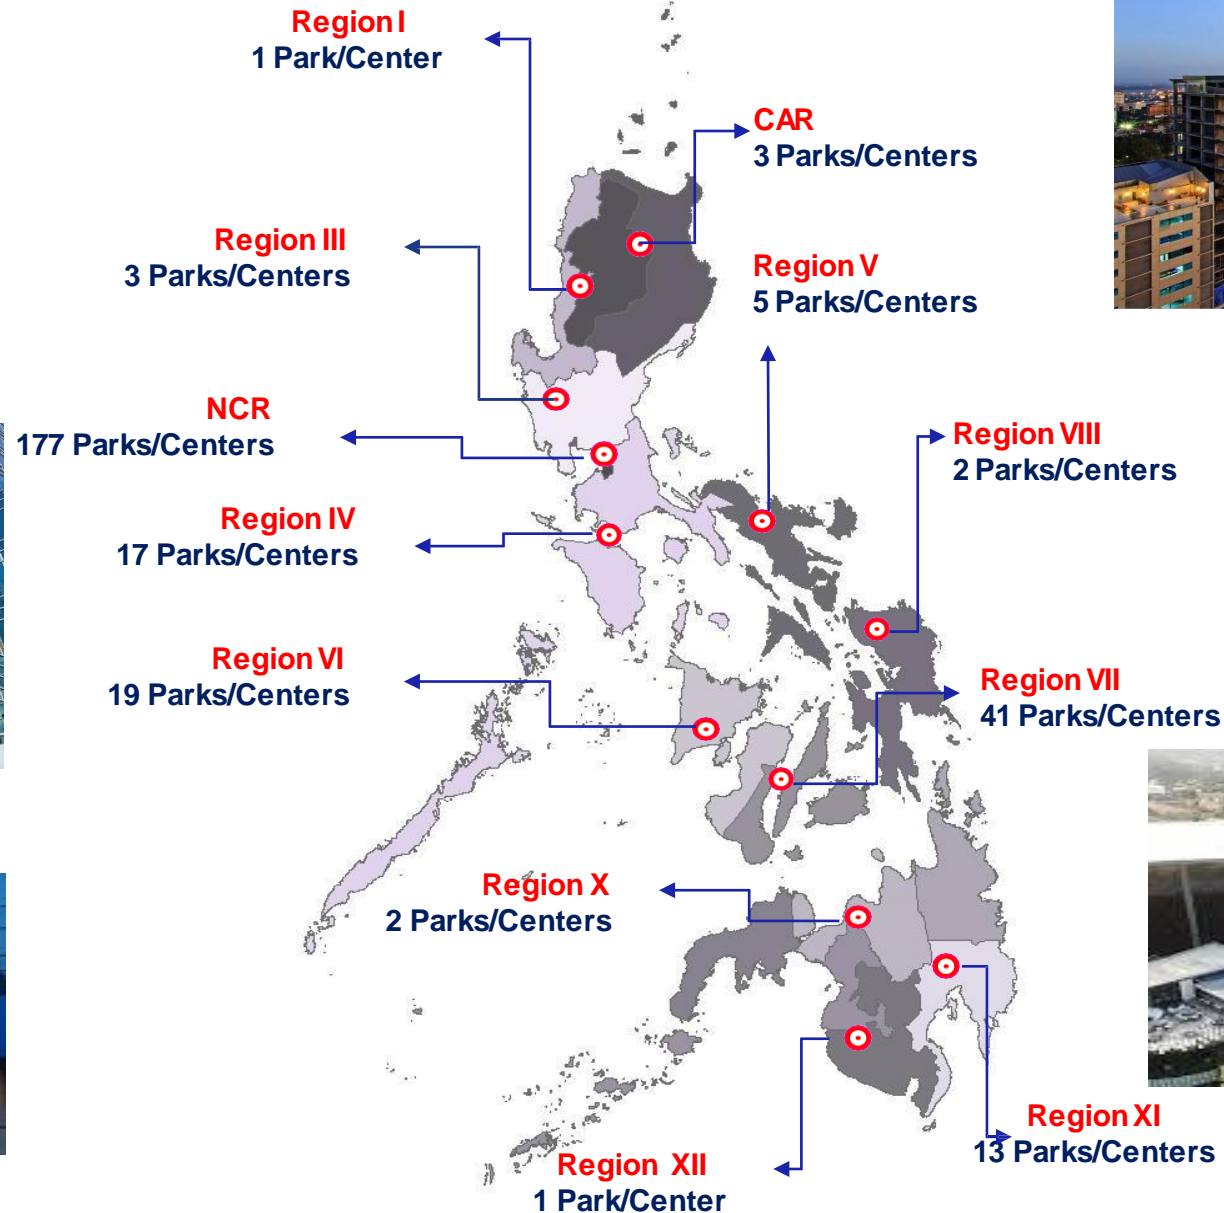 Region I
1 Park/Center
CAR
3 Parks/Centers
Region III
3 Parks/Centers
Region V
5 Parks/Centers
NCR
177 Parks/Centers
Region VIII
2 Parks/Centers
Region IV
17 Parks/Centers
Region VI
19 Parks/Centers
Region VII
41 Parks/Centers
Region X
2 Parks/Centers
Region XI
13 Parks/Centers
Region XII
1 Park/Center